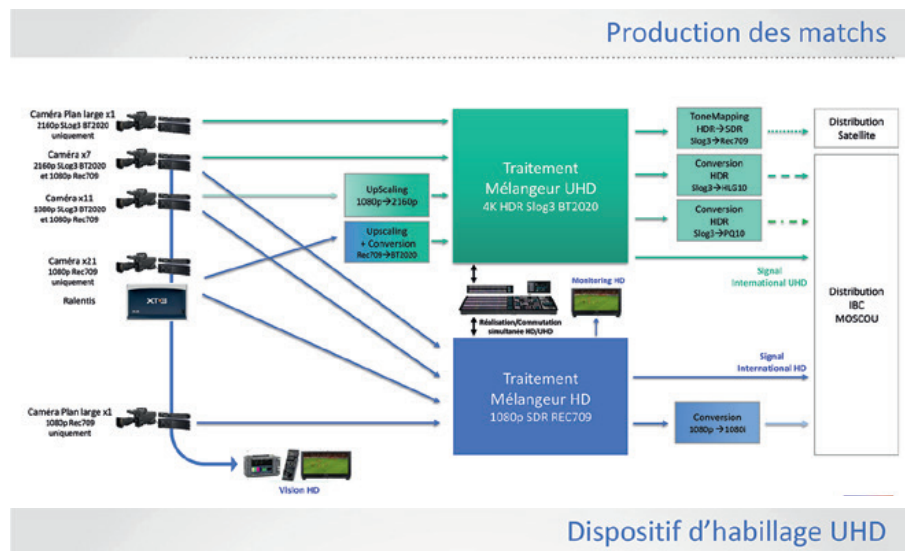 Production des matchs
Caméra Plan large x1
2160p SLog3 BT2020
uniquement
Caméra x7
2160p SLog3 BT2020
et 1080p Rec709
Caméra x11
1080p SLog3 BT2020
et 1080p Rec709
Caméra x21
1080p Rec709
uniquement
Ralentis
Caméra Plan large x1
1080p Rec709
uniquement
Vision HD
UpScaling
1080p→2160p
Upscaling
+ Conversion
Rec709→BT2020
Traitement
Mélangeur UHD
4K HDR Slog3 BT2020
Monitoring HD
Réalisation/Commutation
simultanée HD/UHD
Traitement
Mélangeur HD
1080p SDR REC709
ToneMapping
HDR→SDR
Slog3→Rec709
Conversion
HDR
Slog3→HLG10
Conversion
HDR
Slog3→PQ10
Signal
International UHD
Signal
International HD
Conversion
1080p →1080i
Distribution
Satellite
Distribution
IBC
MOSCOU
Dispositif d'habillage UHD